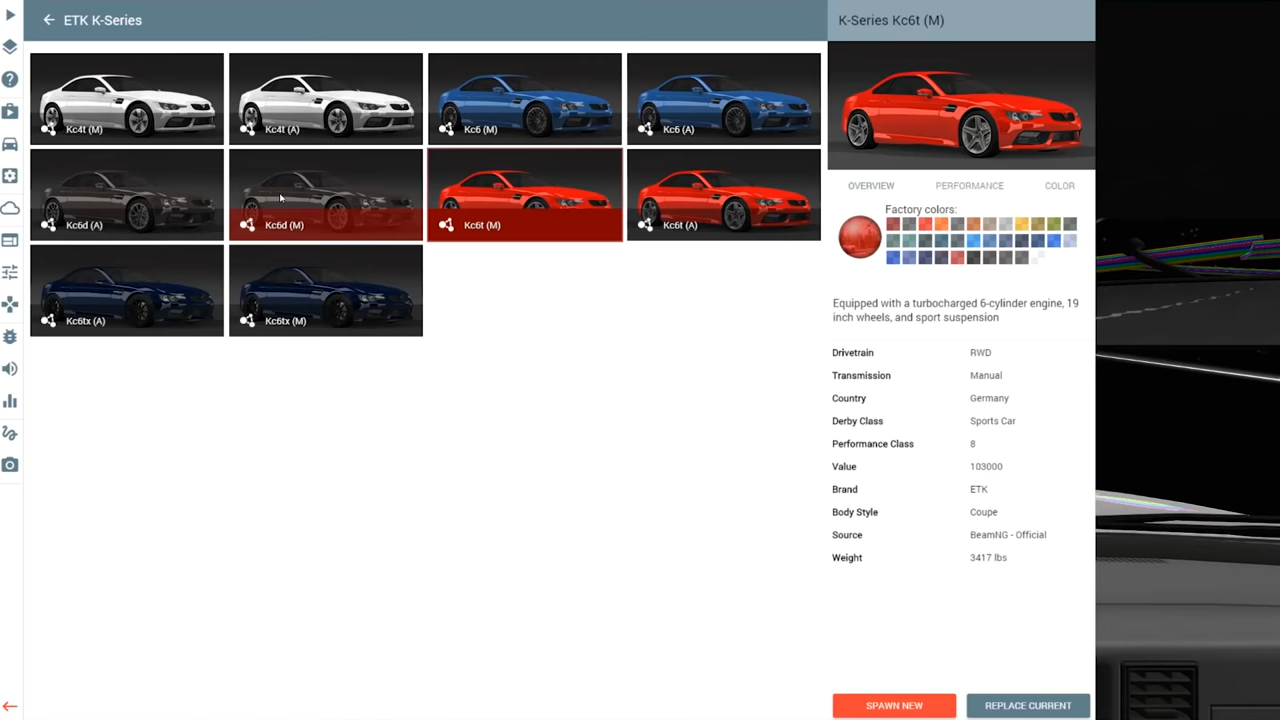 ETK K-Series
K-Series Kc6t (M)
Kc4t (M)
Kc4t (A)
Kc6 (M)
Kc6 (A)
Kc6d (A)
Kc6d (M)
Kc6t (M)
Kc6t (A)
Kc6tx (A)
Kc6tx (M)
OVERVIEW PERFORMANCE COLOR
Factory colors:
Equipped with a turbocharged 6-cylinder engine, 19
inch wheels, and sport suspension
Drivetrain RWD
Transmission Manual
Country Germany
Derby Class Sports Car
Performance Class 8
Value 103000
Brand ETK
Body Style Coupe
Source BeamNG - Official
Weight 3417 lbs
SPAWN NEW REPLACE CURRENT